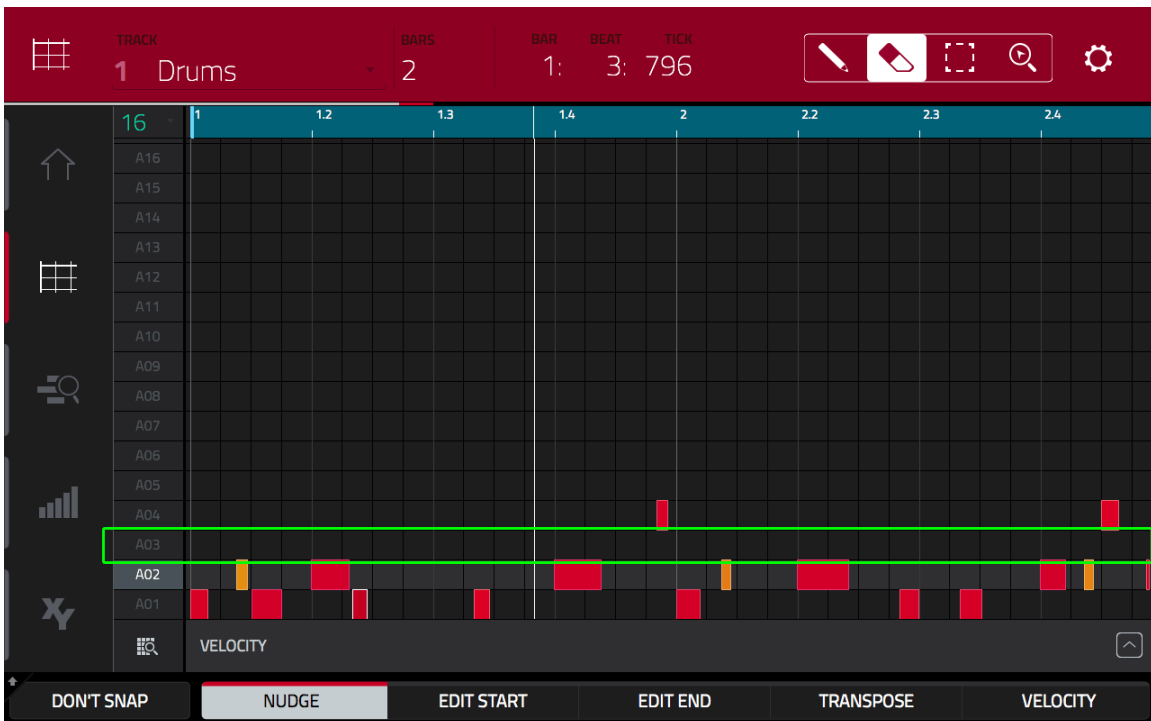 TRACK BARS BAR BEAT TICK
1 Drums 2 1: 3: 796
16 1 1.2 1.3 1.4 2 2.2 2.3 2.4
A16
A15
A14
A13
A12
A11
A10
A09
A08
A07
A06
A05
A04
A03
A02
A01
XY
VELOCITY
DON'T SNAP NUDGE EDIT START EDIT END TRANSPOSE VELOCITY